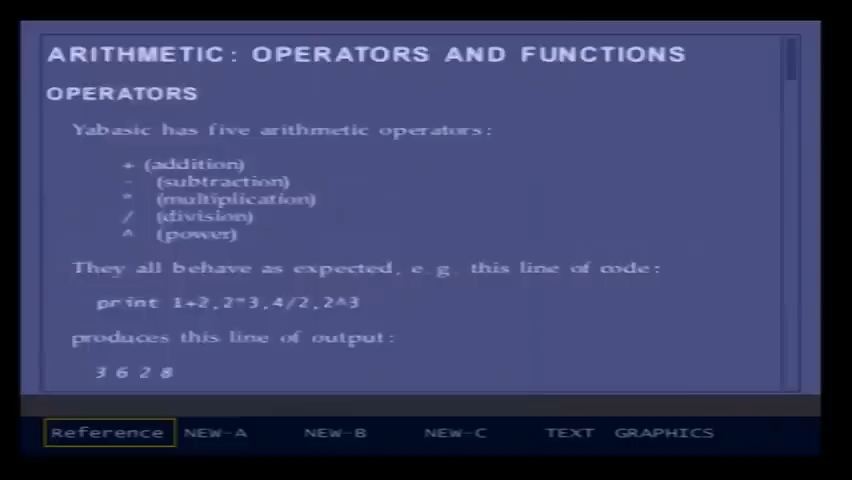 ARITHMETIC: OPERATORS AND FUNCTIONS
OPERATORS
Yabasic has five arithmetic operators:
+ (addition)
- (subtraction)
* (multiplication)
/ (division)
^ (power)
They all behave as expected, e.g. this line of code:
print 1+2,2*3,4/2,2^3
produces this line of output:
3 6 2 8
Reference NEW-A NEW-B NEW-C TEXT GRAPHICS